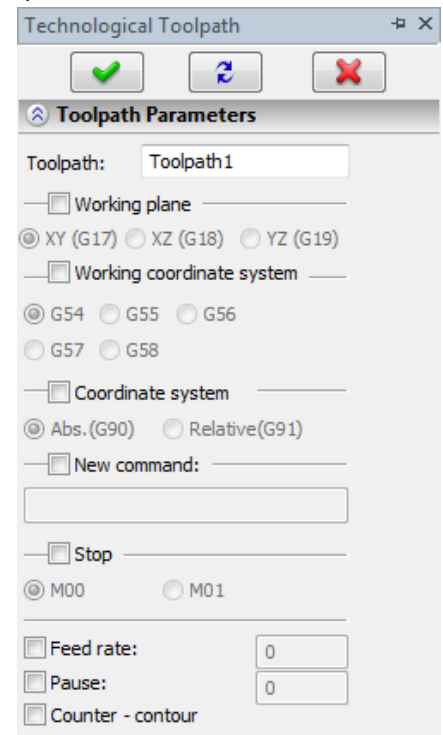 Technological Toolpath
Toolpath Parameters
Toolpath: Toolpath1
Working plane
XY (G17) XZ (G18) YZ (G19)
Working coordinate system
G54 G55 G56
G57 G58
Coordinate system
Abs.(G90) Relative(G91)
New command:
Stop
M00 M01
Feed rate: 0
Pause: 0
Counter - contour